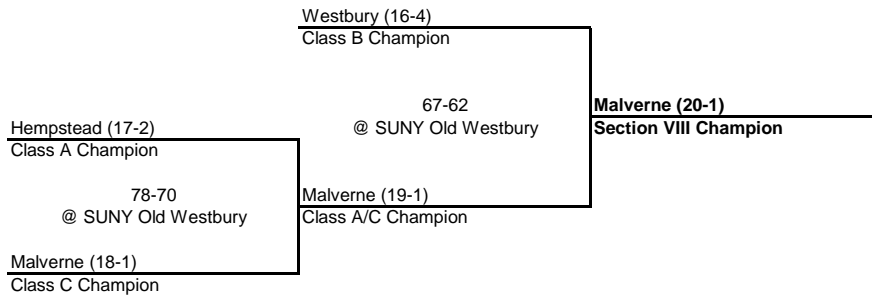 Westbury (16-4)
Class B Champion
67-62
@ SUNY Old Westbury
Malverne (20-1)
Section VIII Champion
Hempstead (17-2)
Class A Champion
78-70
@ SUNY Old Westbury
Malverne (19-1)
Class A/C Champion
Malverne (18-1)
Class C Champion